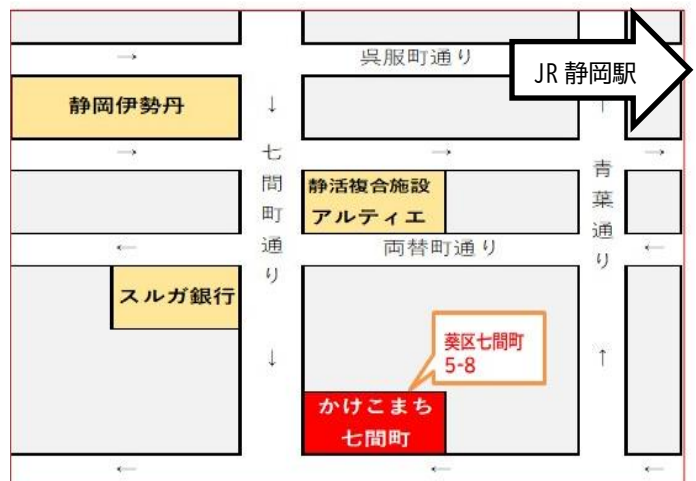 呉服町通り
JR 静岡駅
静岡伊勢丹
七間町通り
青葉通り
静活複合施設
アルティエ
両替町通り
スルガ銀行
葵区七間町
5-8
かけこまち
七間町